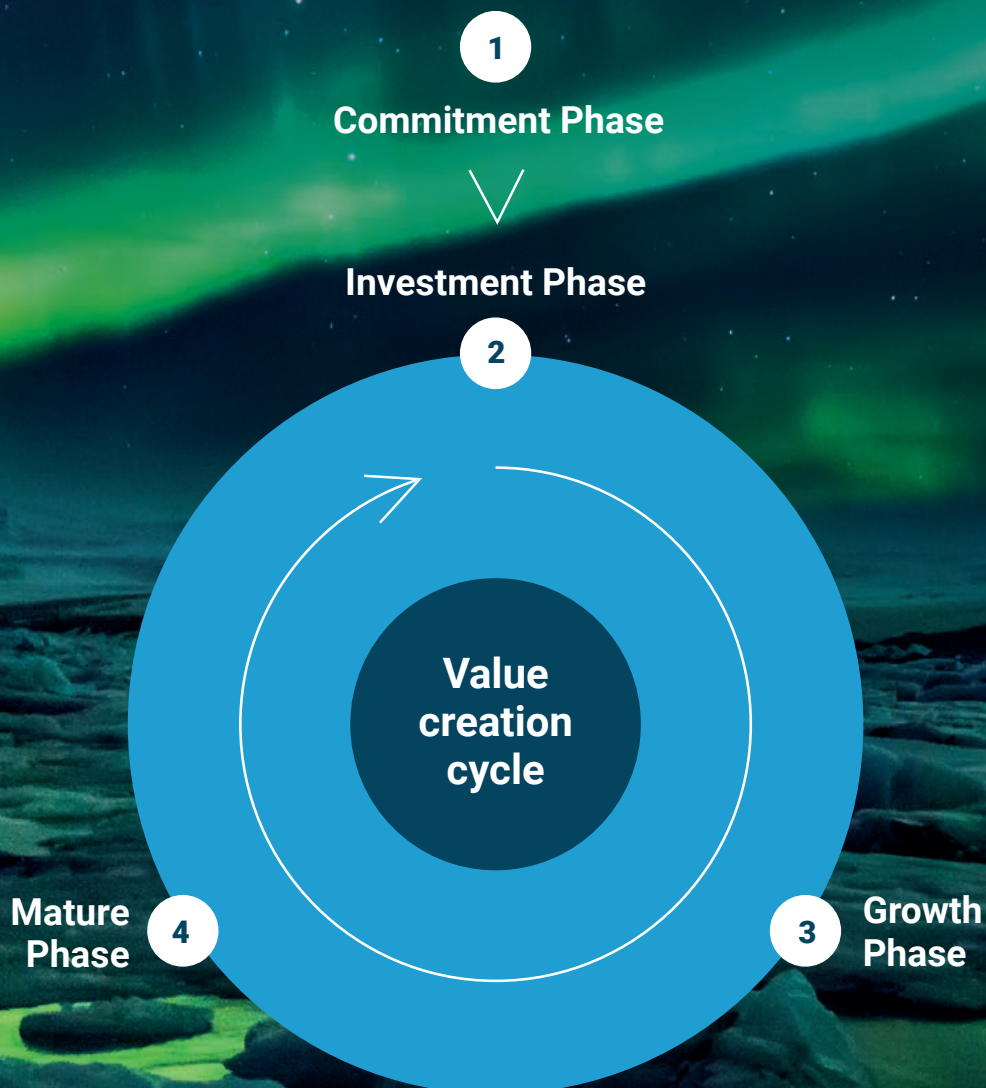 1
Commitment Phase
Investment Phase
2
Value
creation
cycle
Mature
Phase
4
3
Growth
Phase